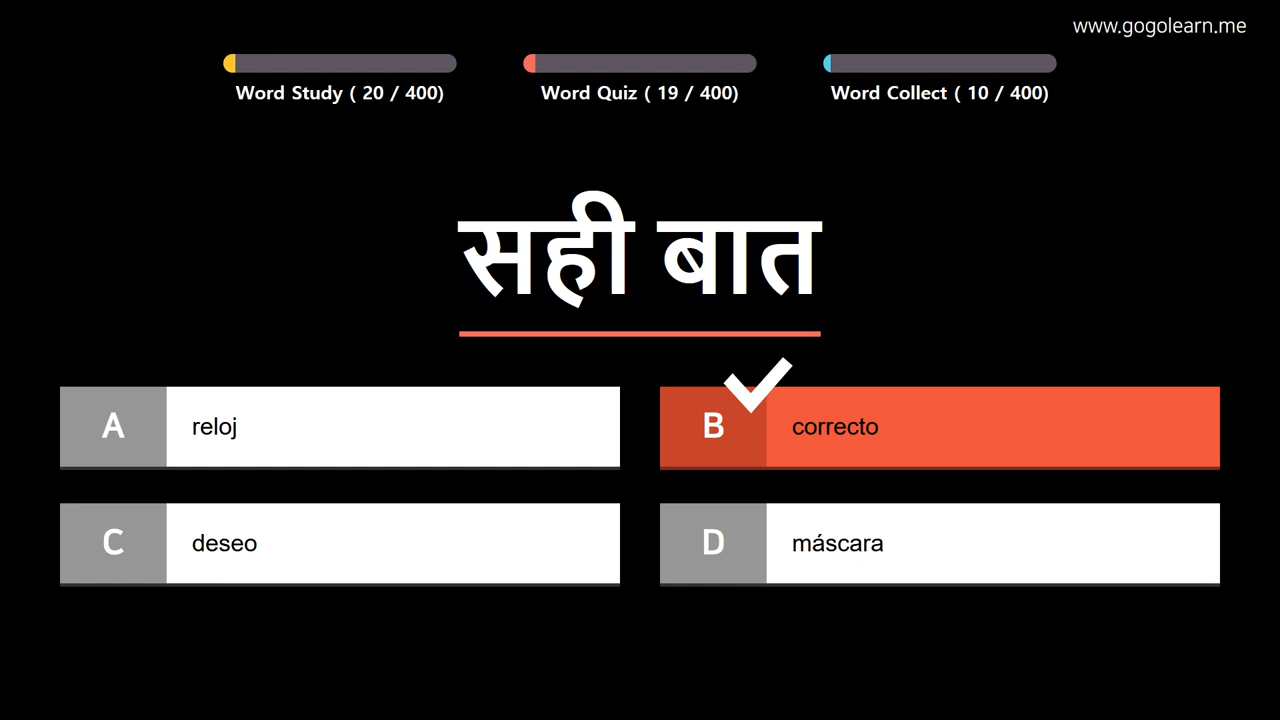 www.gogolearn.me
Word Study ( 20 / 400)
Word Quiz ( 19 / 400)
Word Collect ( 10 / 400)
सही बात
A reloj
B correcto
C deseo
D máscara